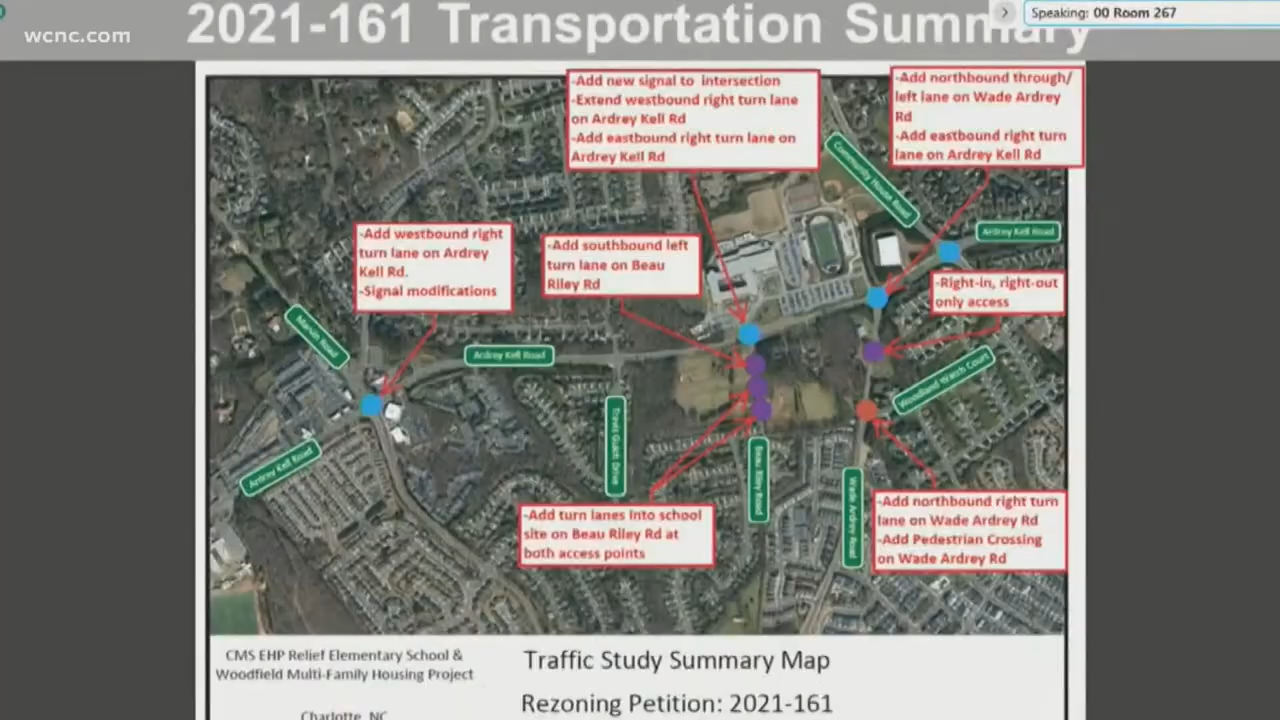 wcnc.com
2021-161 Transportation Summary
Speaking: 00 Room 267
-Add new signal to intersection
-Extend westbound right turn lane
on Ardrey Kell Rd
-Add eastbound right turn lane on
Ardrey Kell Rd
-Add northbound through/
left lane on Wade Ardrey
Rd
-Add eastbound right turn
lane on Ardrey Kell Rd
Community House Road
Ardrey Kell Road
-Add westbound right
turn lane on Ardrey
Kell Rd.
-Signal modifications
-Add southbound left
turn lane on Beau
Riley Rd
-Right-in, right-out
only access
Marvin Road
Ardrey Kell Road
Woodland Watch Court
Travis Gulch Drive
Beau Riley Road
Wade Ardrey Road
Ardrey Kell Road
-Add turn lanes into school
site on Beau Riley Rd at
both access points
-Add northbound right turn
lane on Wade Ardrey Rd
-Add Pedestrian Crossing
on Wade Ardrey Rd
CMS EHP Relief Elementary School &
Woodfield Multi-Family Housing Project
Charlotte, NC
Traffic Study Summary Map
Rezoning Petition: 2021-161